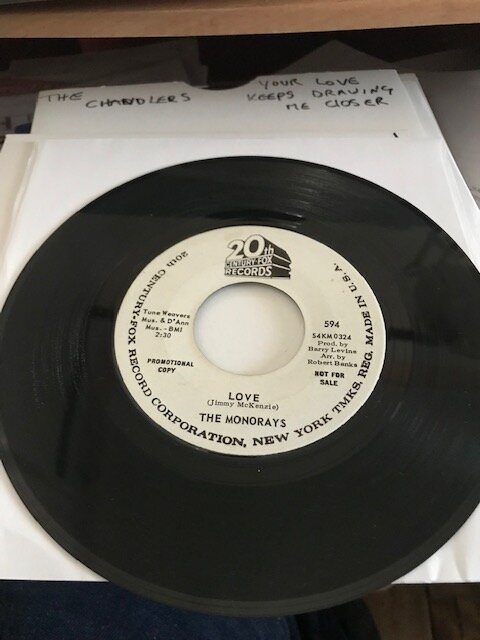 THE CHANDLERS
YOUR LOVE
KEEPS DRAWING
ME CLOSER
20th
CENTURY-FOX
RECORDS
Tune Weavers
Mus. & D'Ann
Mus. - BMI
2:30
PROMOTIONAL
COPY
594
S4KM0324
Prod. by
Barry Levine
Arr. by
Robert Banks
NOT FOR
SALE
LOVE
(Jimmy McKenzie)
THE MONORAYS
20th CENTURY-FOX RECORD CORPORATION, NEW YORK TMKS. REG. MADE IN U.S.A.